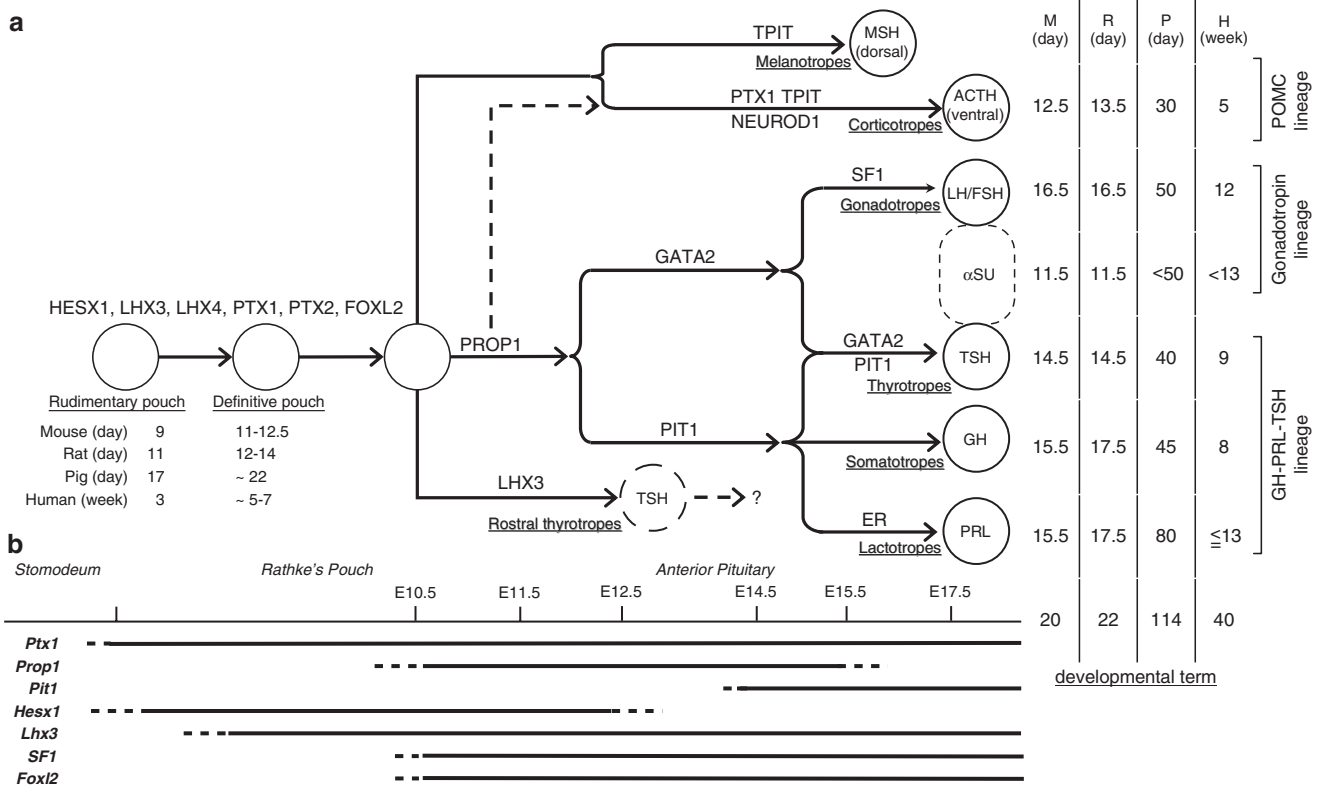 a
M R P H
(day) (day) (day) (week)
TPIT
MSH
(dorsal)
Melanotropes
PTX1 TPIT
NEUROD1
Corticotropes
ACTH
(ventral)
12.5 13.5 30 5
POMC
lineage
SF1
Gonadotropes
LH/FSH
16.5 16.5 50 12
Gonadotropin
lineage
GATA2
αSU
11.5 11.5 <50 <13
HESX1, LHX3, LHX4, PTX1, PTX2, FOXL2
PROP1
GATA2
PIT1
Thyrotropes
TSH
14.5 14.5 40 9
GH-PRL-TSH
lineage
Rudimentary pouch Definitive pouch
Mouse (day) 9 11-12.5
Rat (day) 11 12-14
Pig (day) 17 ~ 22
Human (week) 3 ~ 5-7
PIT1
Somatotropes
GH
15.5 17.5 45 8
LHX3
Rostral thyrotropes
TSH
?
ER
Lactotropes
PRL
15.5 17.5 80 ≤13
b
Stomodeum Rathke's Pouch Anterior Pituitary
E10.5 E11.5 E12.5 E14.5 E15.5 E17.5
20 22 114 40
developmental term
Ptx1
Prop1
Pit1
Hesx1
Lhx3
SF1
Foxl2